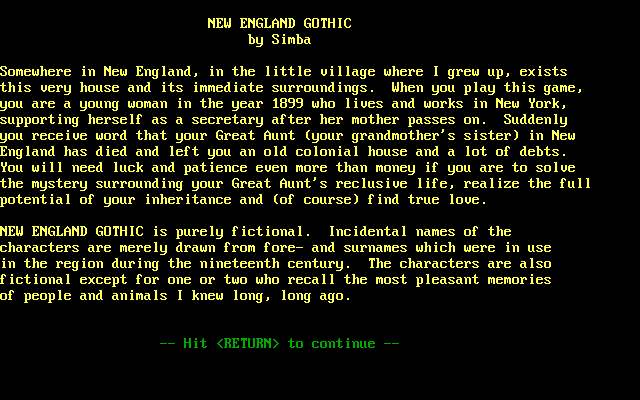 NEW ENGLAND GOTHIC
by Simba
Somewhere in New England, in the little village where I grew up, exists
this very house and its immediate surroundings.  When you play this game,
you are a young woman in the year 1899 who lives and works in New York,
supporting herself as a secretary after her mother passes on.  Suddenly
you receive word that your Great Aunt (your grandmother's sister) in New
England has died and left you an old colonial house and a lot of debts.
You will need luck and patience even more than money if you are to solve
the mystery surrounding your Great Aunt's reclusive life, realize the full
potential of your inheritance and (of course) find true love.
NEW ENGLAND GOTHIC is purely fictional.  Incidental names of the
characters are merely drawn from fore- and surnames which were in use
in the region during the nineteenth century.  The characters are also
fictional except for one or two who recall the most pleasant memories
of people and animals I knew long, long ago.
-- Hit <RETURN> to continue --